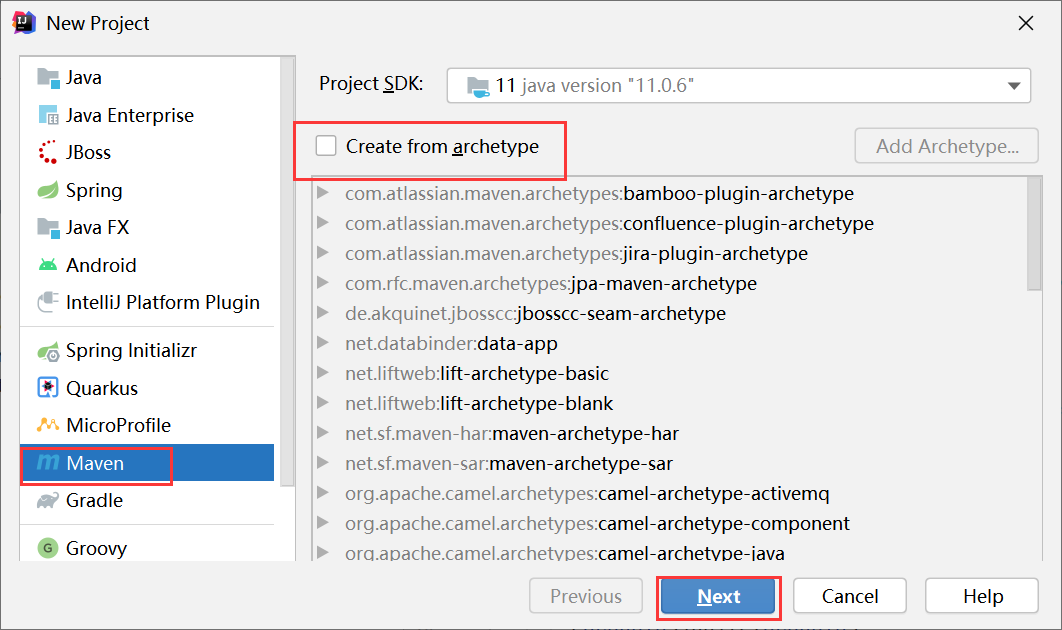 New Project
Java
Java Enterprise
JBoss
Spring
Java FX
Android
IntelliJ Platform Plugin
Spring Initializr
Quarkus
MicroProfile
Maven
Gradle
Groovy
Project SDK: 11 java version "11.0.6"
Create from archetype
Add Archetype...
com.atlassian.maven.archetypes:bamboo-plugin-archetype
com.atlassian.maven.archetypes:confluence-plugin-archetype
com.atlassian.maven.archetypes:jira-plugin-archetype
com.rfc.maven.archetypes:jpa-maven-archetype
de.akquinet.jbosscc:jbosscc-seam-archetype
net.databinder:data-app
net.liftweb:lift-archetype-basic
net.liftweb:lift-archetype-blank
net.sf.maven-har:maven-archetype-har
net.sf.maven-sar:maven-archetype-sar
org.apache.camel.archetypes:camel-archetype-activemq
org.apache.camel.archetypes:camel-archetype-component
org.apache.camel.archetypes:camel-archetype-java
Previous
Next
Cancel
Help